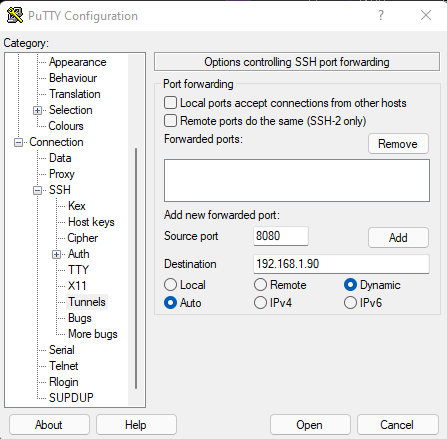 PuTTY Configuration
?
Category:
Appearance
Behaviour
Translation
Selection
Colours
Connection
Data
Proxy
SSH
Kex
Host keys
Cipher
Auth
TTY
X11
Tunnels
Bugs
More bugs
Serial
Telnet
Rlogin
SUPDUP
Options controlling SSH port forwarding
Port forwarding
Local ports accept connections from other hosts
Remote ports do the same (SSH-2 only)
Forwarded ports:
Remove
Add new forwarded port:
Source port 8080 Add
Destination 192.168.1.90
Local Remote Dynamic
Auto IPv4 IPv6
About Help Open Cancel